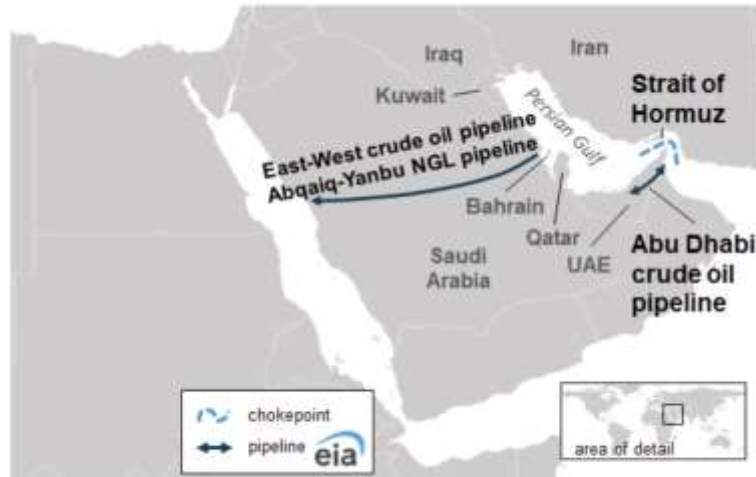 Iraq
Iran
Kuwait
Strait of
Hormuz
Persian Gulf
East-West crude oil pipeline
Abqaiq-Yanbu NGL pipeline
Bahrain
Qatar
UAE
Saudi
Arabia
Abu Dhabi
crude oil
pipeline
chokepoint
pipeline
eia
area of detail